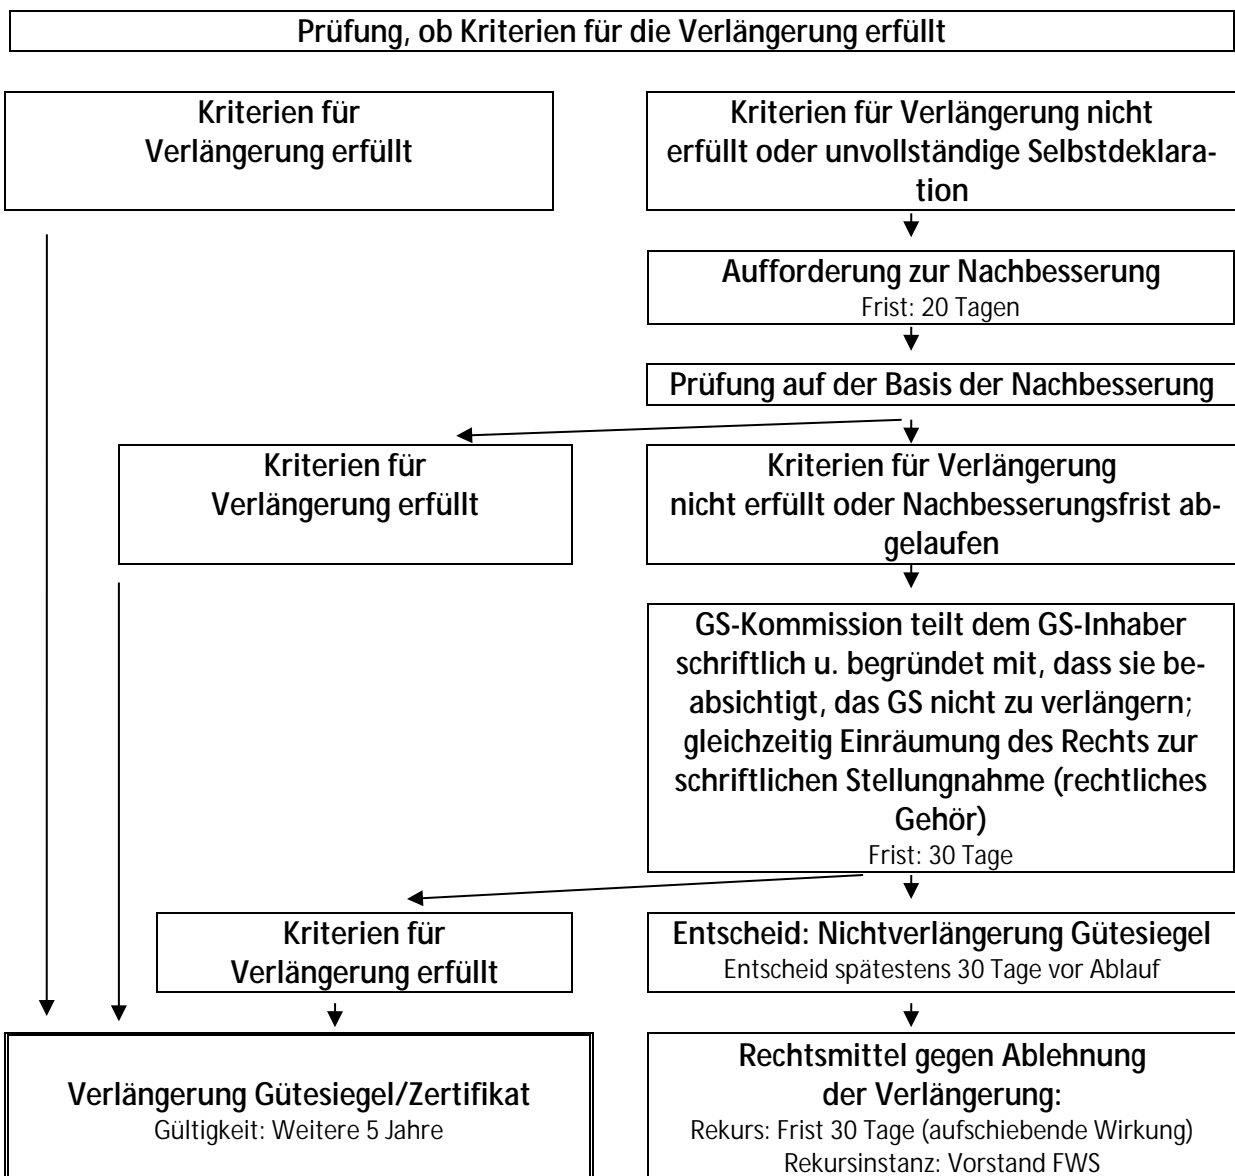 Prüfung, ob Kriterien für die Verlängerung erfüllt
Kriterien für
Verlängerung erfüllt
Kriterien für Verlängerung nicht
erfüllt oder unvollständige Selbstdeklara-
tion
Aufforderung zur Nachbesserung
Frist: 20 Tagen
Prüfung auf der Basis der Nachbesserung
Kriterien für
Verlängerung erfüllt
Kriterien für Verlängerung
nicht erfüllt oder Nachbesserungsfrist ab-
gelaufen
GS-Kommission teilt dem GS-Inhaber
schriftlich u. begründet mit, dass sie be-
absichtigt, das GS nicht zu verlängern;
gleichzeitig Einräumung des Rechts zur
schriftlichen Stellungnahme (rechtliches
Gehör)
Frist: 30 Tage
Kriterien für
Verlängerung erfüllt
Entscheid: Nichtverlängerung Gütesiegel
Entscheid spätestens 30 Tage vor Ablauf
Verlängerung Gütesiegel/Zertifikat
Gültigkeit: Weitere 5 Jahre
Rechtsmittel gegen Ablehnung
der Verlängerung:
Rekurs: Frist 30 Tage (aufschiebende Wirkung)
Rekursinstanz: Vorstand FWS